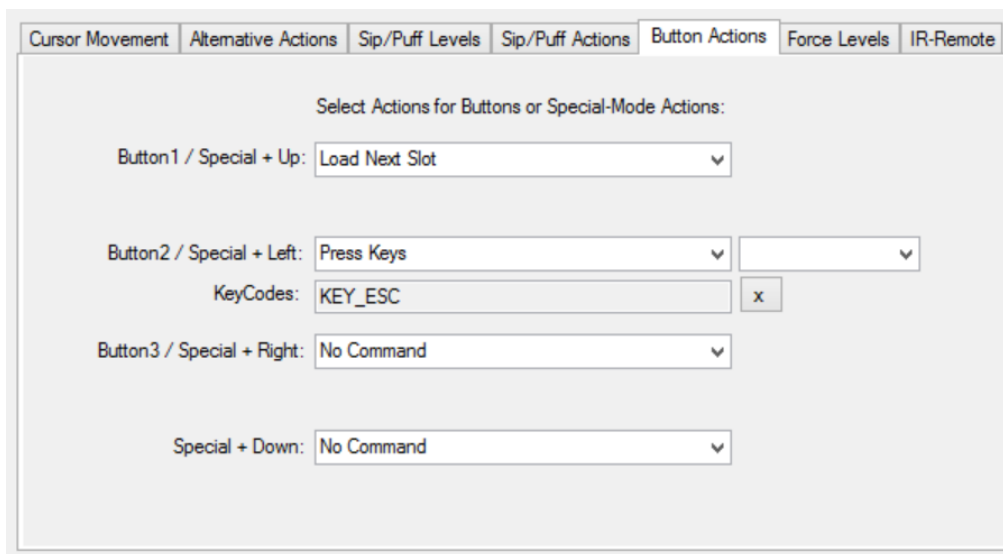 Cursor Movement Alternative Actions Sip/Puff Levels Sip/Puff Actions Button Actions Force Levels IR-Remote
Select Actions for Buttons or Special-Mode Actions:
Button1 / Special + Up: Load Next Slot
Button2 / Special + Left: Press Keys
KeyCodes: KEY_ESC x
Button3 / Special + Right: No Command
Special + Down: No Command